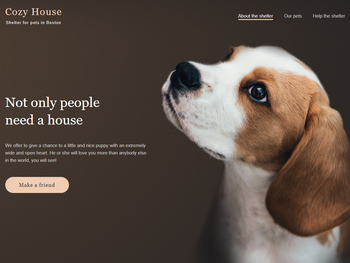 Cozy House
Shelter for pets in Boston
About the shelter
Our pets
Help the shelter
Not only people
need a house
We offer to give a chance to a little and nice puppy with an extremely
wide and open heart. He or she will love you more than anybody else
in the world, you will see!
Make a friend